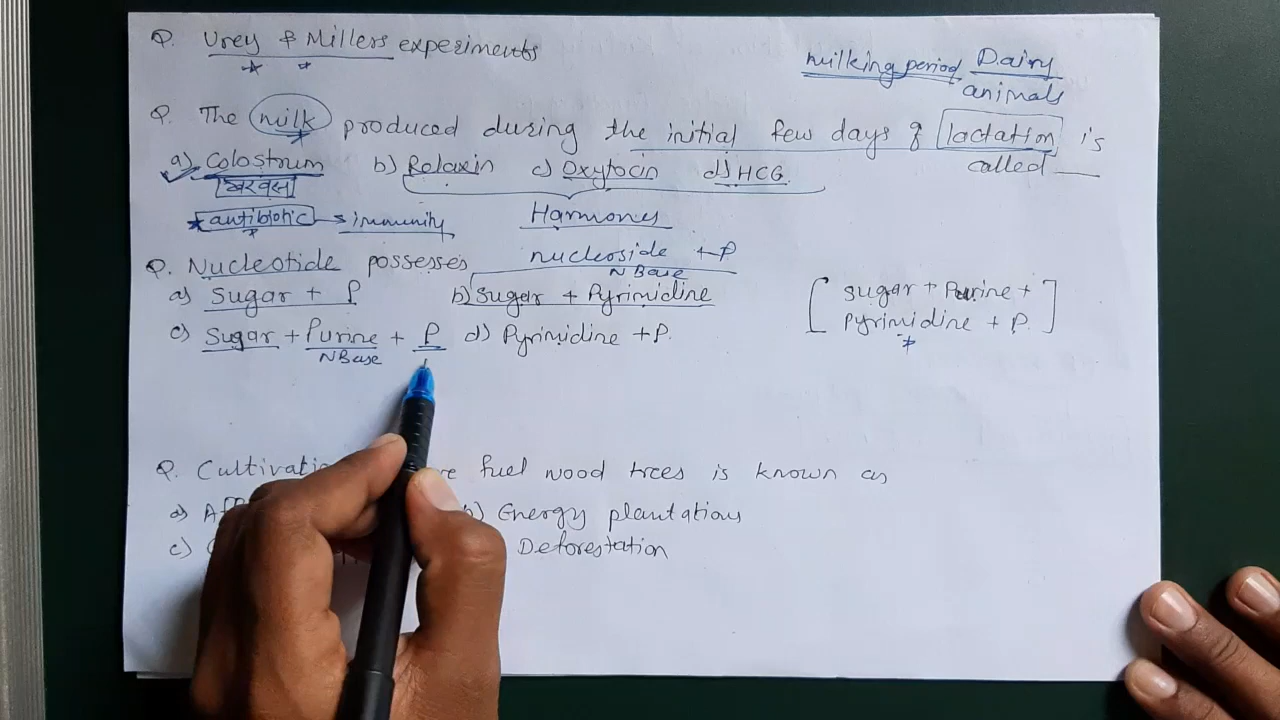 Q. Urey & Millers experiments
milking period Dairy
animals
Q. The milk produced during the initial few days of lactation is
called ___
a) Colostrum b) Relaxin c) Oxytocin d) HCG
antibiotic → immunity Harmones
nucleoside + P
Q. Nucleotide possesses N Base
a) Sugar + P b) Sugar + Pyrimidine
c) Sugar + Purine + P d) Pyrimidine + P.
N Base
[ sugar + Purine +
Pyrimidine + P. ]
Q. Cultivati fuel wood trees is known as
a) b) Energy plantations
c) Deforestation